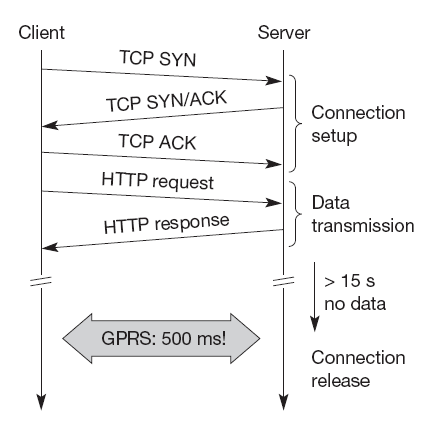 Client
Server
TCP SYN
TCP SYN/ACK
Connection
setup
TCP ACK
HTTP request
Data
transmission
HTTP response
> 15 s
no data
GPRS: 500 ms!
Connection
release